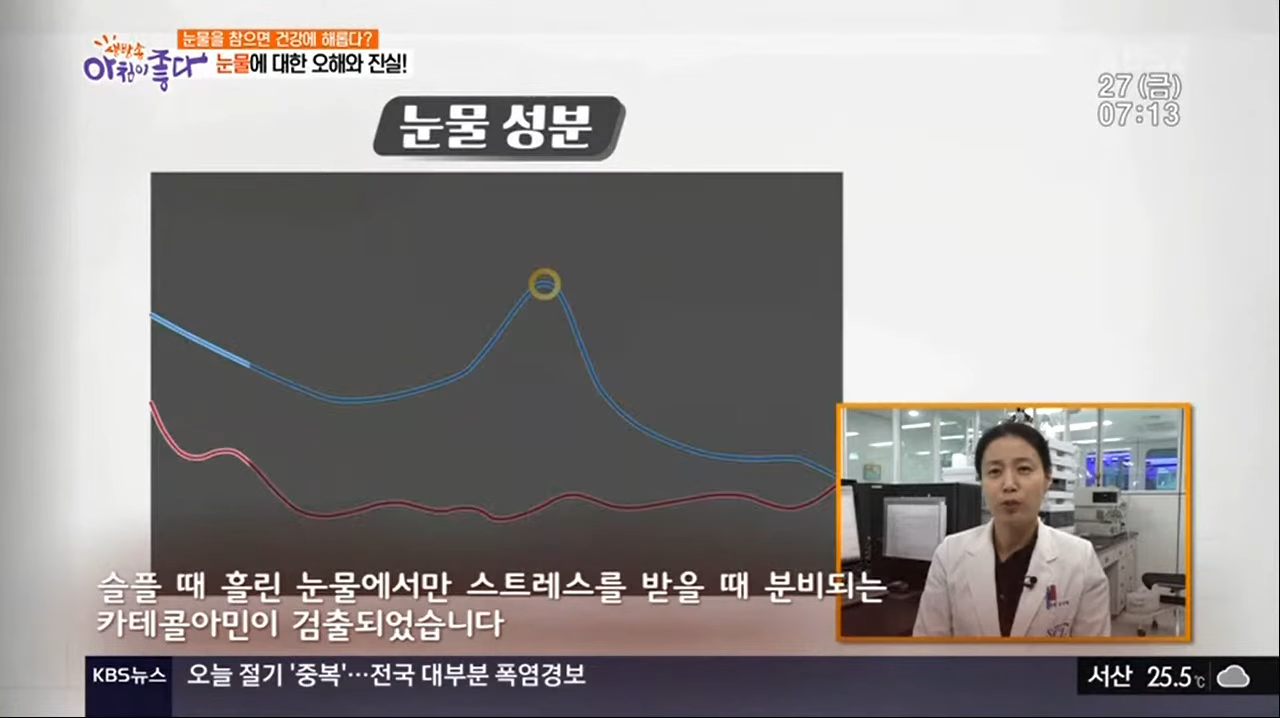 눈물을 참으면 건강에 해롭다?
생방송
아침이 좋다
눈물에 대한 오해와 진실!
27(금)
07:13
눈물 성분
슬플 때 흘린 눈물에서만 스트레스를 받을 때 분비되는
카테콜아민이 검출되었습니다
KBS뉴스
오늘 절기 '중복'…전국 대부분 폭염경보
서산 25.5℃